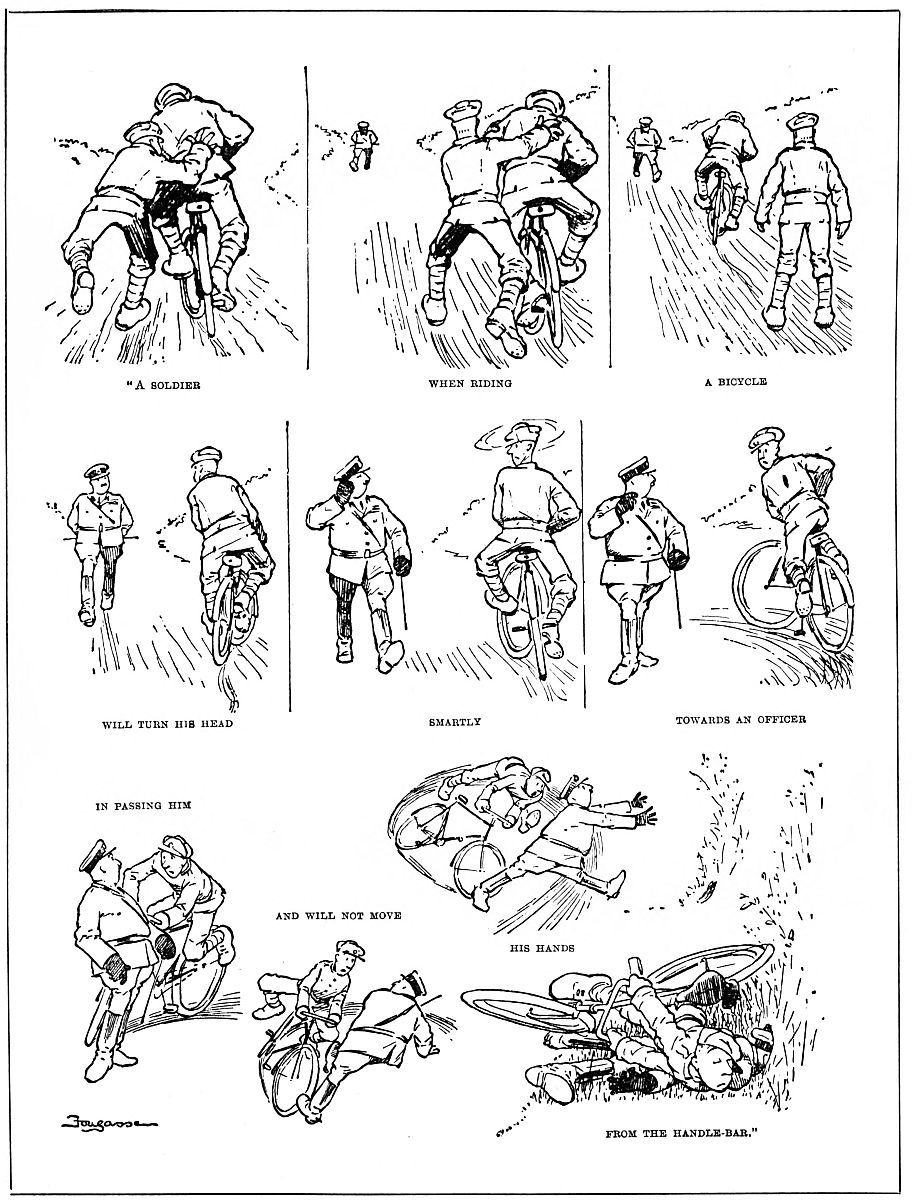 "A SOLDIER
WHEN RIDING
A BICYCLE
WILL TURN HIS HEAD
SMARTLY
TOWARDS AN OFFICER
IN PASSING HIM
AND WILL NOT MOVE
HIS HANDS
FROM THE HANDLE-BAR."
Fougasse